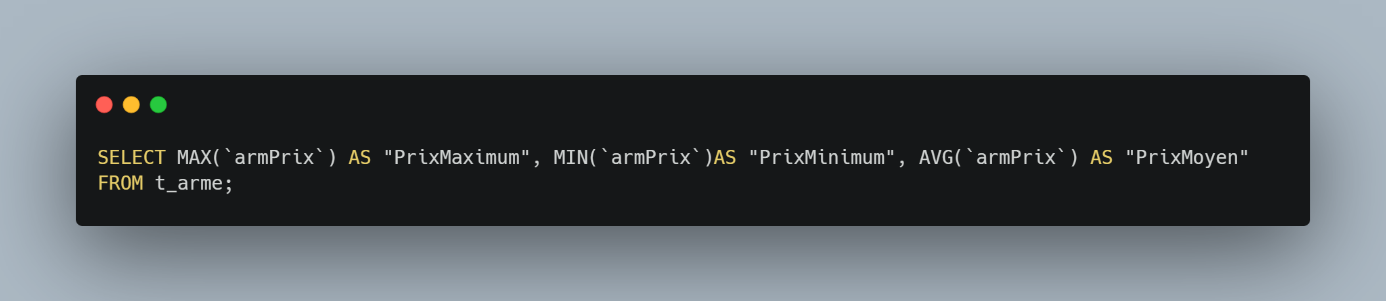 SELECT MAX(`armPrix`) AS "PrixMaximum", MIN(`armPrix`)AS "PrixMinimum", AVG(`armPrix`) AS "PrixMoyen"
FROM t_arme;